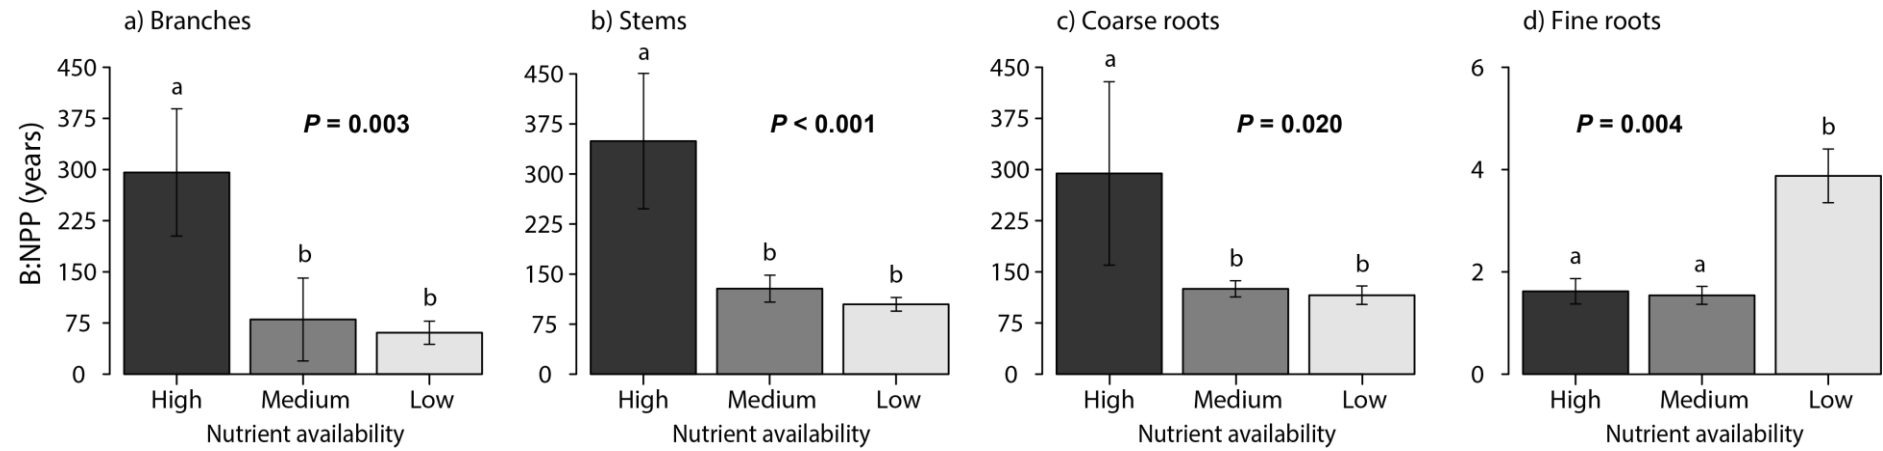 a) Branches
B:NPP (years)
450
375
300
225
150
75
0
a
b
b
P = 0.003
High Medium Low
Nutrient availability
b) Stems
450
375
300
225
150
75
0
a
b
b
P < 0.001
High Medium Low
Nutrient availability
c) Coarse roots
450
375
300
225
150
75
0
a
b
b
P = 0.020
High Medium Low
Nutrient availability
d) Fine roots
6
4
2
0
a
a
b
P = 0.004
High Medium Low
Nutrient availability